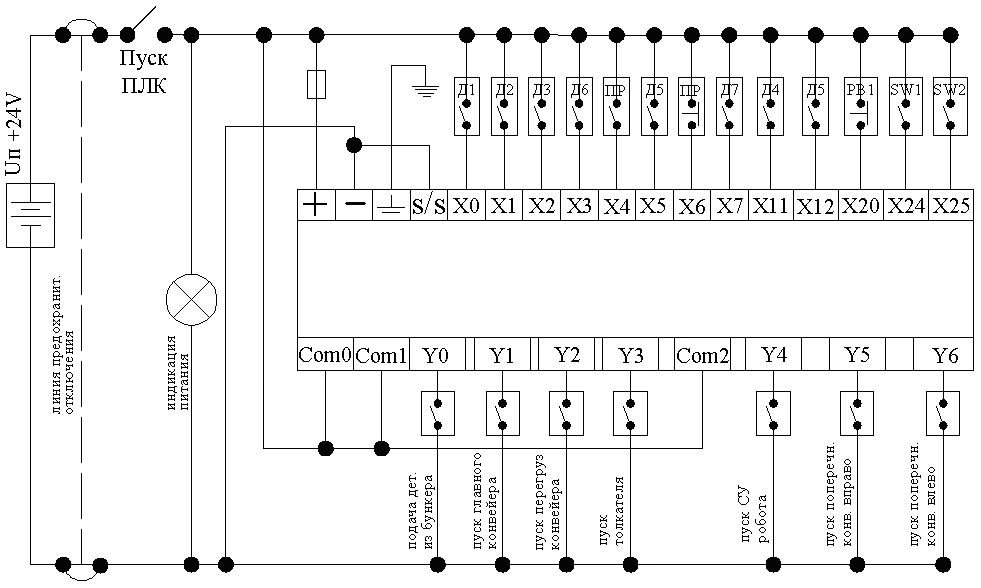 Пуск
ПЛК
Uп +24V
Д1 Д2 Д3 Д6 ПР Д5 ПР Д7 Д4 Д5 РВ1 SW1 SW2
+ − S/S X0 X1 X2 X3 X4 X5 X6 X7 X11 X12 X20 X24 X25
линия предохранит.
отключения
индикация
питания
Com0 Com1 Y0 Y1 Y2 Y3 Com2 Y4 Y5 Y6
подача дет.
из бункера
пуск главного
конвейера
пуск перегруз
конвейера
пуск
толкателя
пуск СУ
робота
пуск поперечн.
конв. вправо
пуск поперечн.
конв. влево